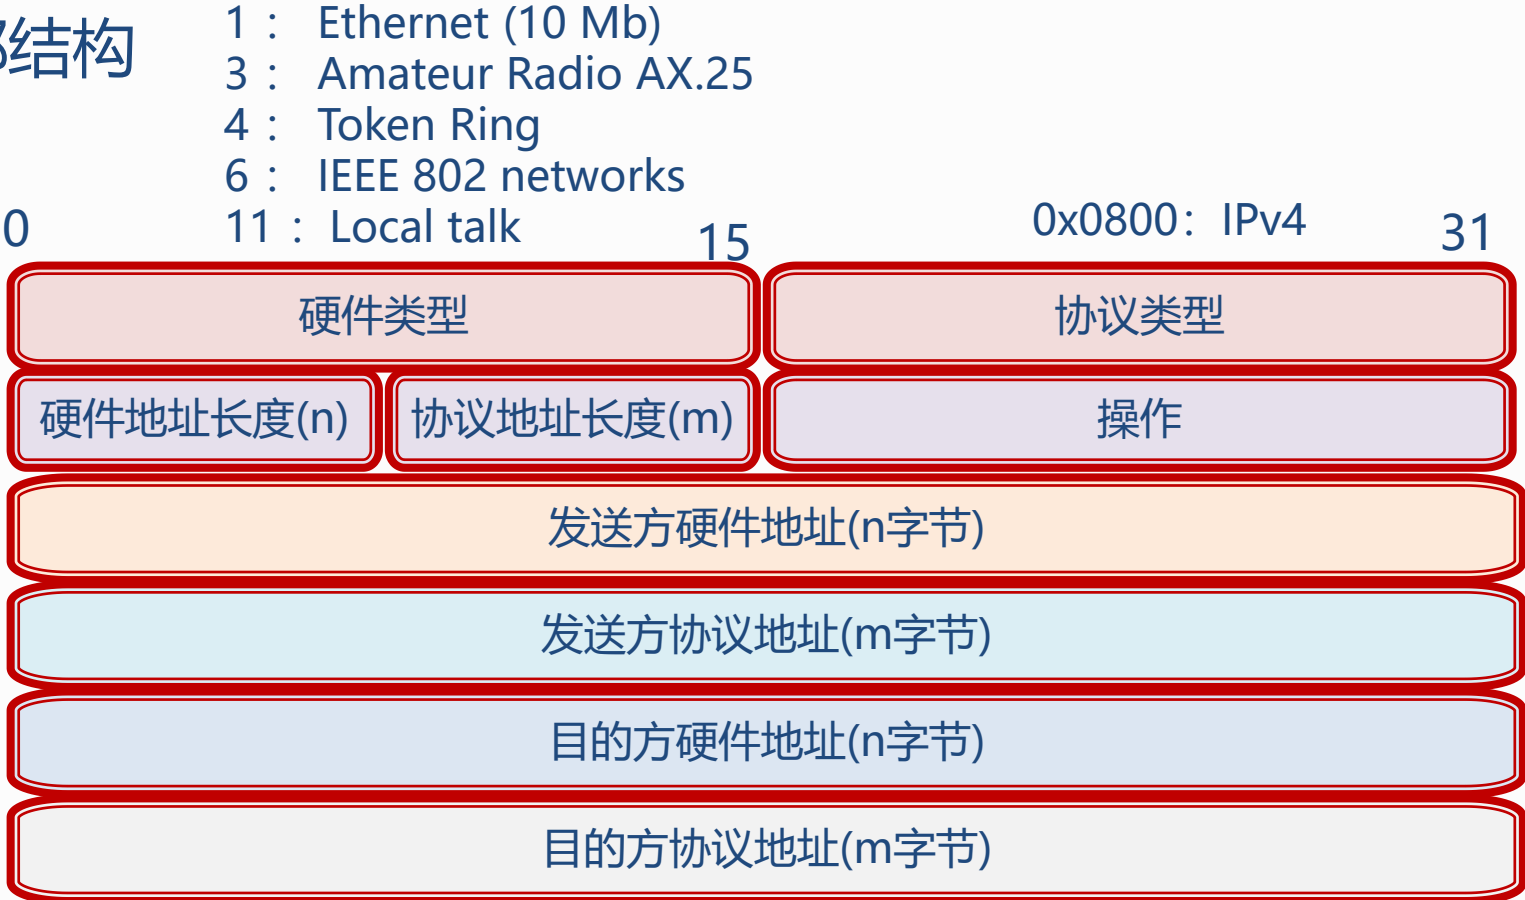 结构
1： Ethernet (10 Mb)
3： Amateur Radio AX.25
4： Token Ring
6： IEEE 802 networks
11： Local talk
0x0800：IPv4
0
15
31
硬件类型
协议类型
硬件地址长度(n)
协议地址长度(m)
操作
发送方硬件地址(n字节)
发送方协议地址(m字节)
目的方硬件地址(n字节)
目的方协议地址(m字节)